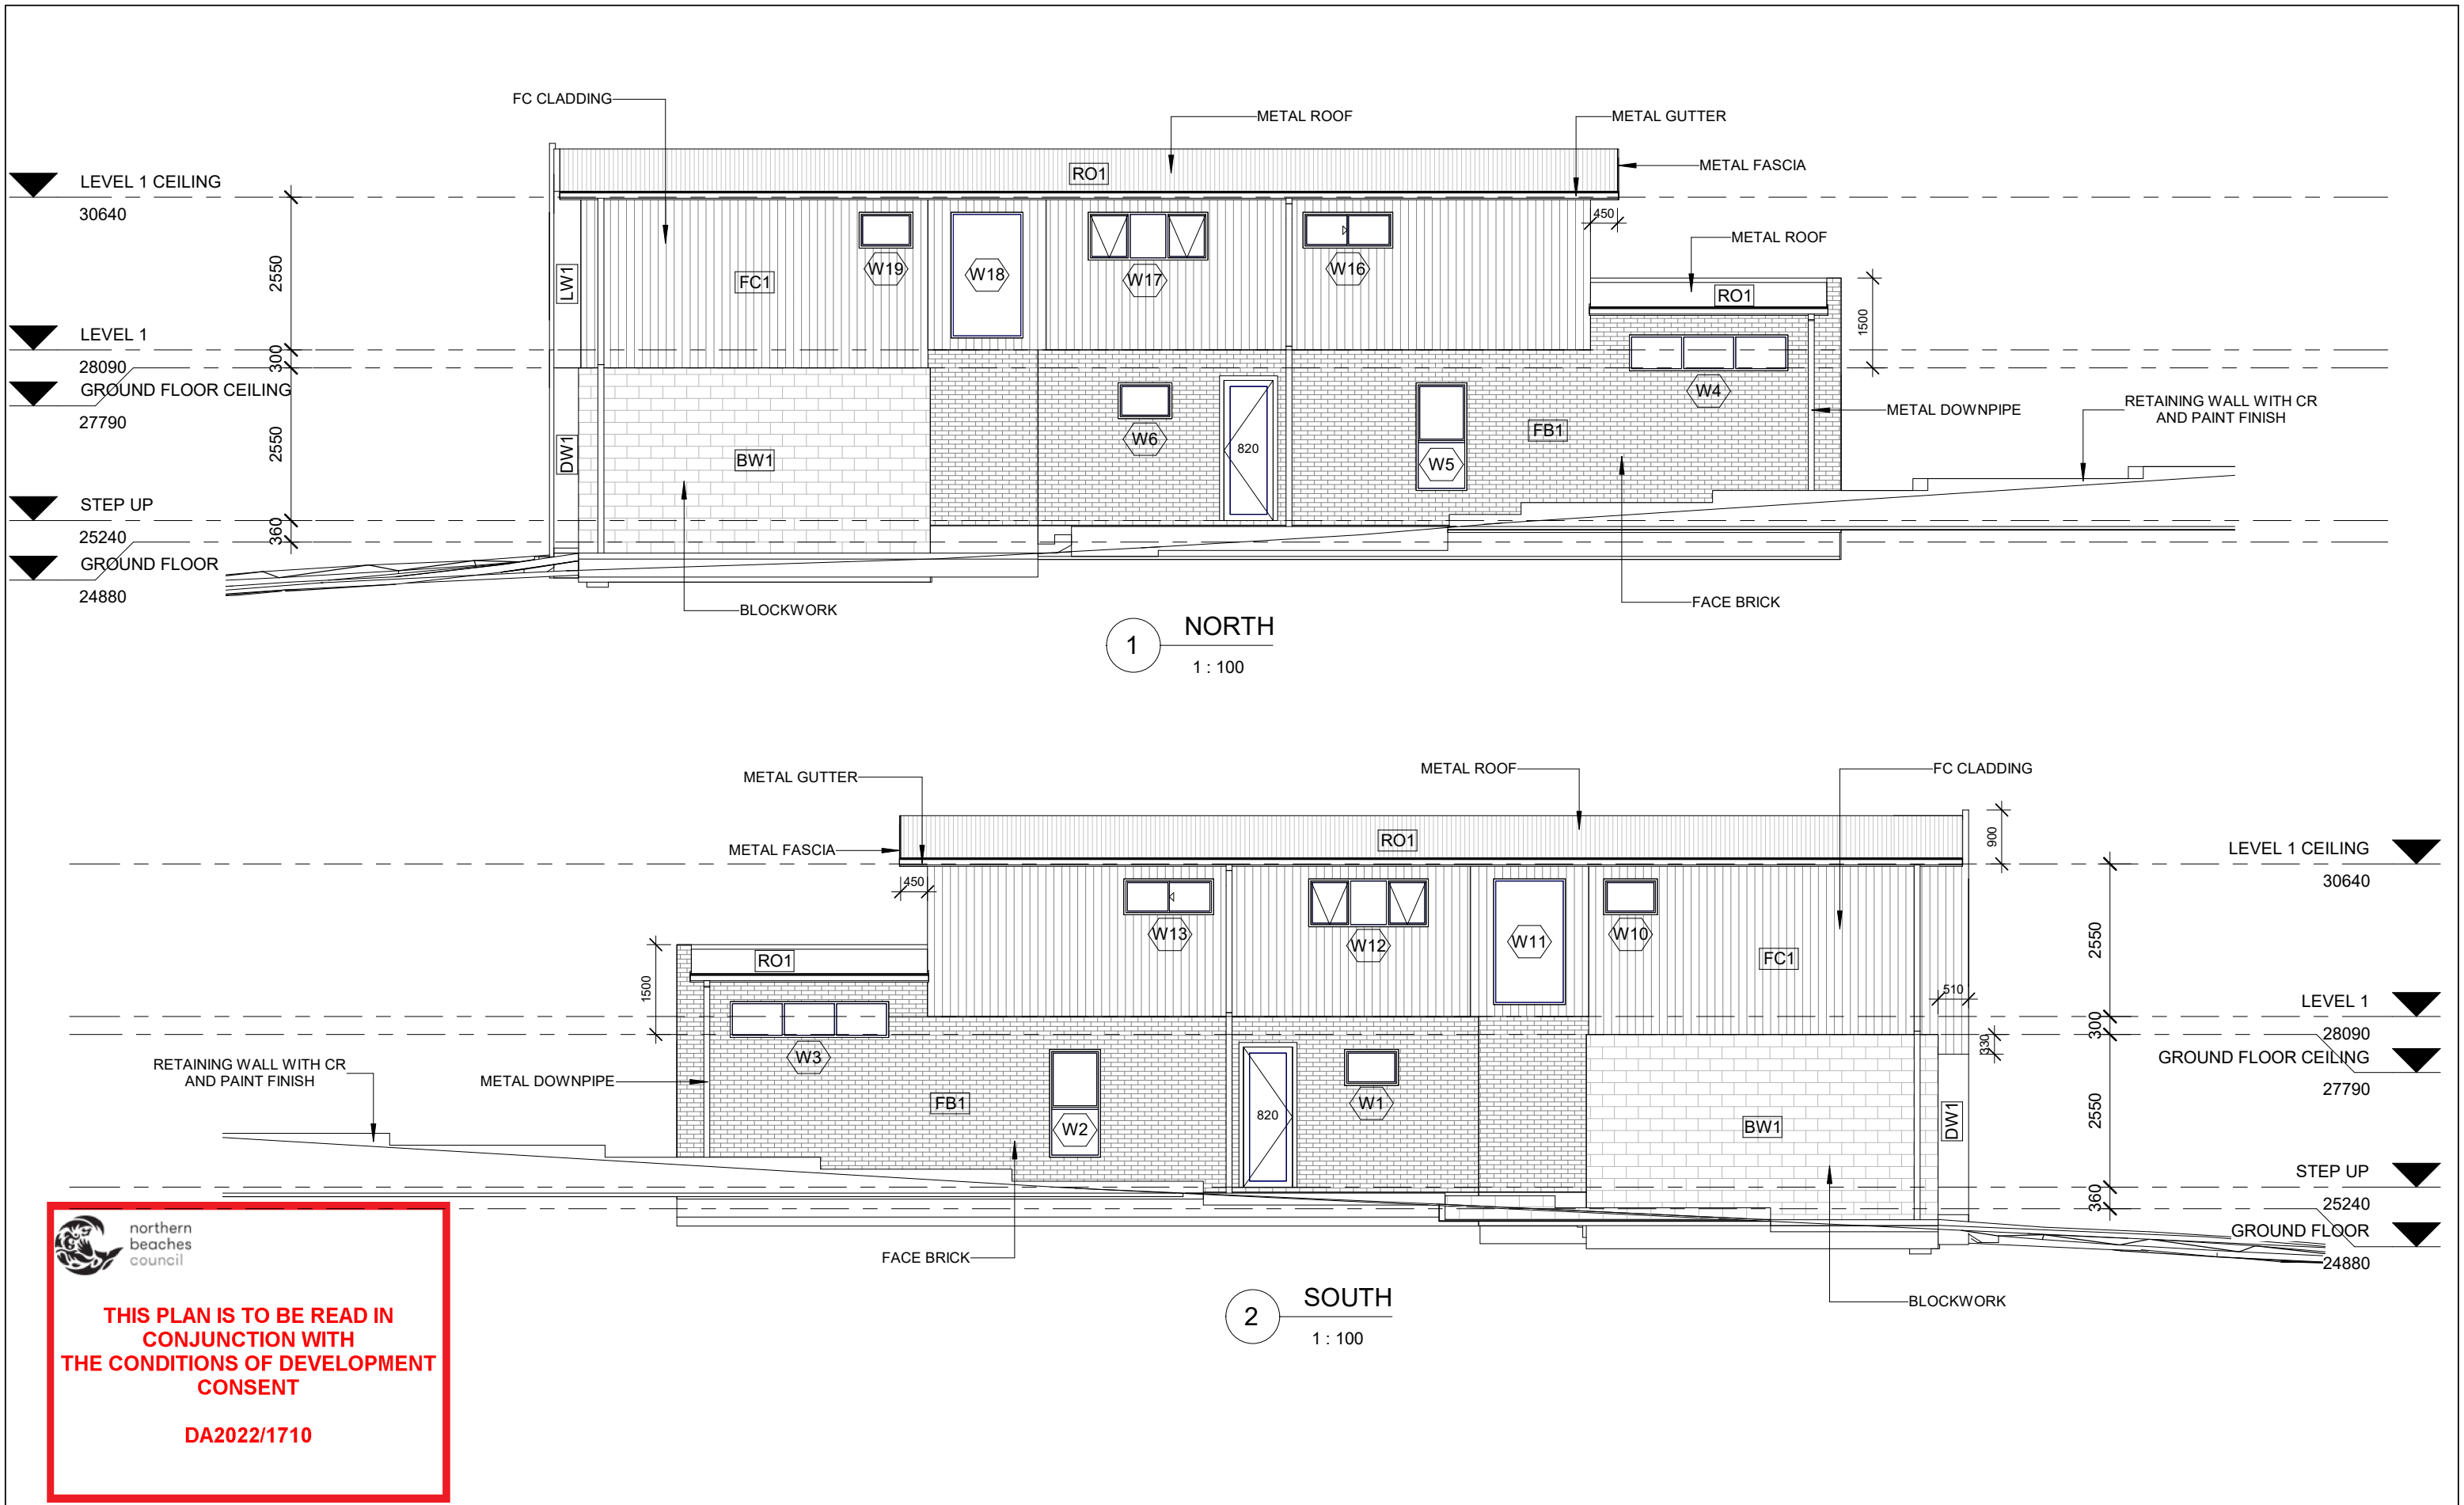 FC CLADDING
METAL ROOF
METAL GUTTER
METAL FASCIA
RO1
LEVEL 1 CEILING
30640
450
METAL ROOF
2550
LW1
FC1
W19
W18
W17
W16
RO1
1500
LEVEL 1
28090
300
GROUND FLOOR CEILING
27790
W4
METAL DOWNPIPE
RETAINING WALL WITH CR
AND PAINT FINISH
2550
DW1
BW1
W6
820
W5
FB1
STEP UP
25240
360
GROUND FLOOR
24880
BLOCKWORK
FACE BRICK
1
NORTH
1 : 100
METAL GUTTER
METAL ROOF
FC CLADDING
METAL FASCIA
RO1
900
LEVEL 1 CEILING
30640
450
W13
W12
W11
W10
FC1
2550
RO1
1500
510
LEVEL 1
28090
300
330
GROUND FLOOR CEILING
27790
W3
RETAINING WALL WITH CR
AND PAINT FINISH
METAL DOWNPIPE
FB1
W2
820
W1
BW1
DW1
2550
STEP UP
25240
360
GROUND FLOOR
24880
FACE BRICK
BLOCKWORK
2
SOUTH
1 : 100
northern
beaches
council
THIS PLAN IS TO BE READ IN
CONJUNCTION WITH
THE CONDITIONS OF DEVELOPMENT
CONSENT
DA2022/1710